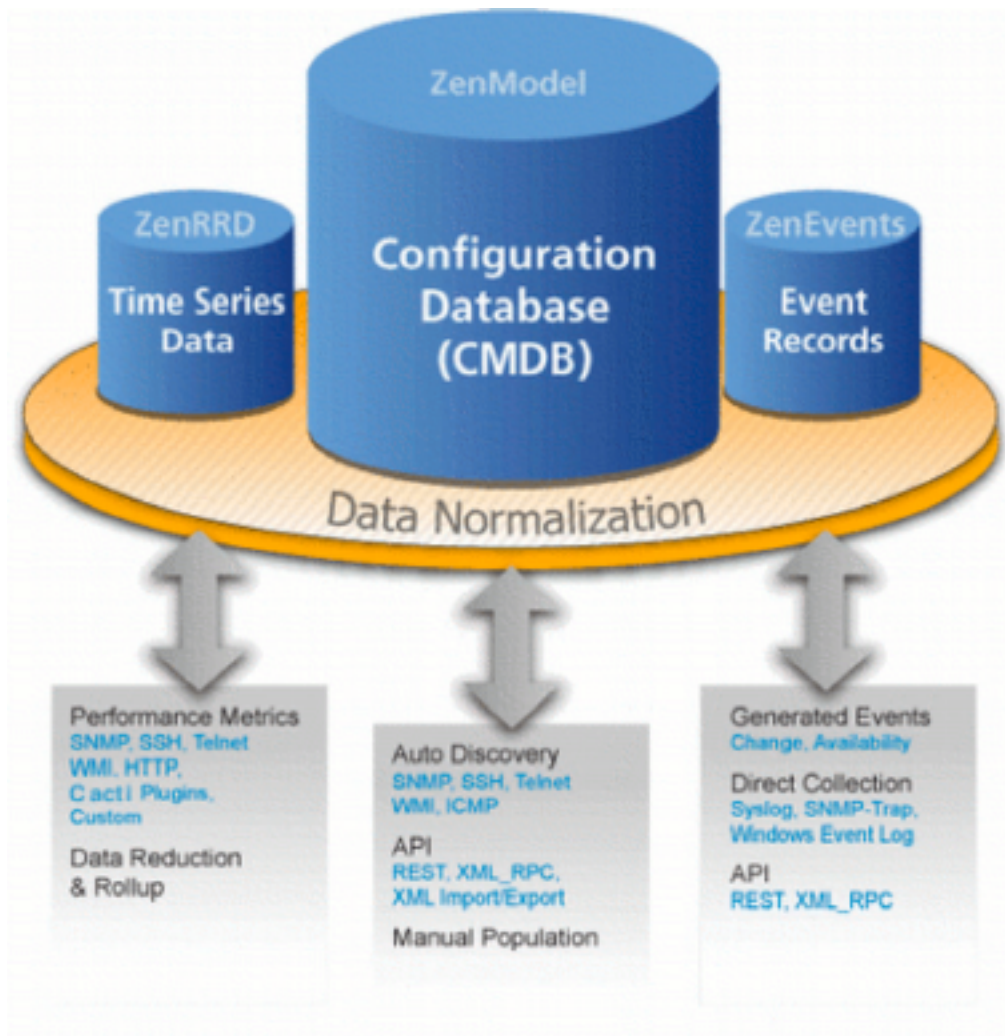 ZenModel
Configuration
Database
(CMDB)
ZenRRD
Time Series
Data
ZenEvents
Event
Records
Data Normalization
Performance Metrics
SNMP, SSH, Telnet
WMI, HTTP,
Cacti Plugins,
Custom
Data Reduction
& Rollup
Auto Discovery
SNMP, SSH, Telnet
WMI, ICMP
API
REST, XML_RPC,
XML Import/Export
Manual Population
Generated Events
Change, Availability
Direct Collection
Syslog, SNMP-Trap,
Windows Event Log
API
REST, XML_RPC